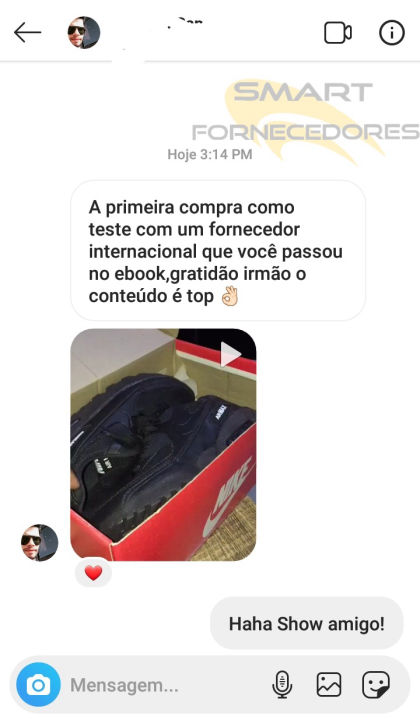 SMART
FORNECEDORES
Hoje 3:14 PM
A primeira compra como
teste com um fornecedor
internacional que você passou
no ebook,gratidão irmão o
conteúdo é top 👌🏻
NIKE
Haha Show amigo!
Mensagem...